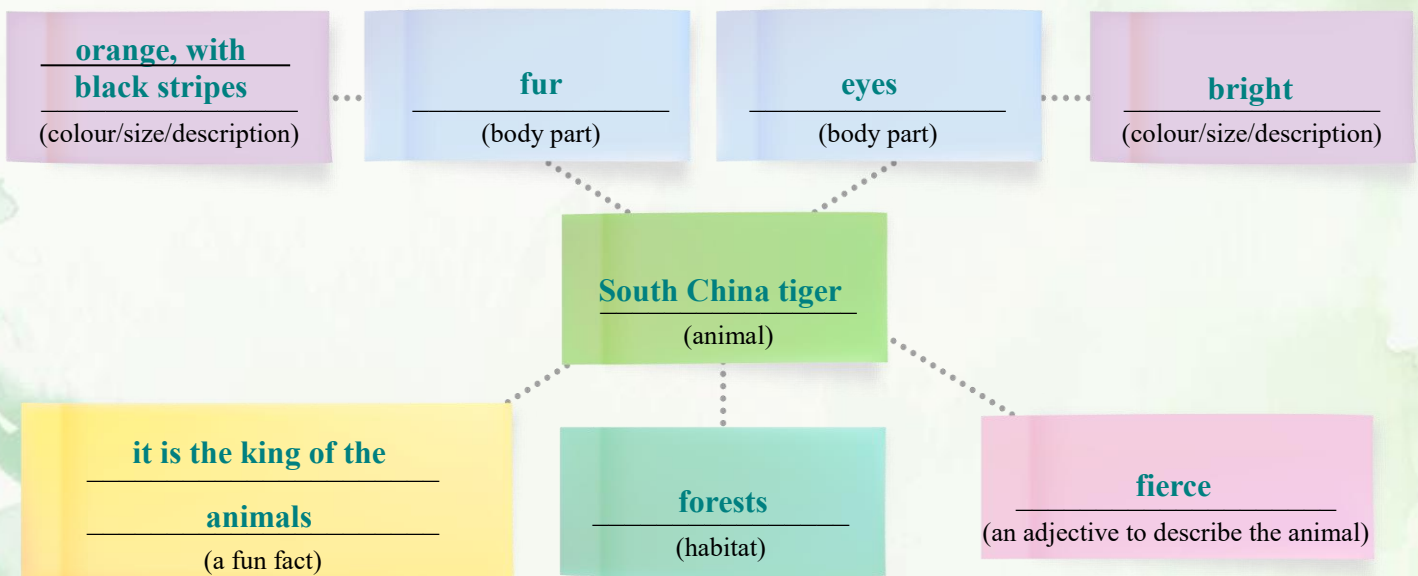 orange, with
black stripes
(colour/size/description)
fur
(body part)
eyes
(body part)
bright
(colour/size/description)
South China tiger
(animal)
it is the king of the
animals
(a fun fact)
forests
(habitat)
fierce
(an adjective to describe the animal)